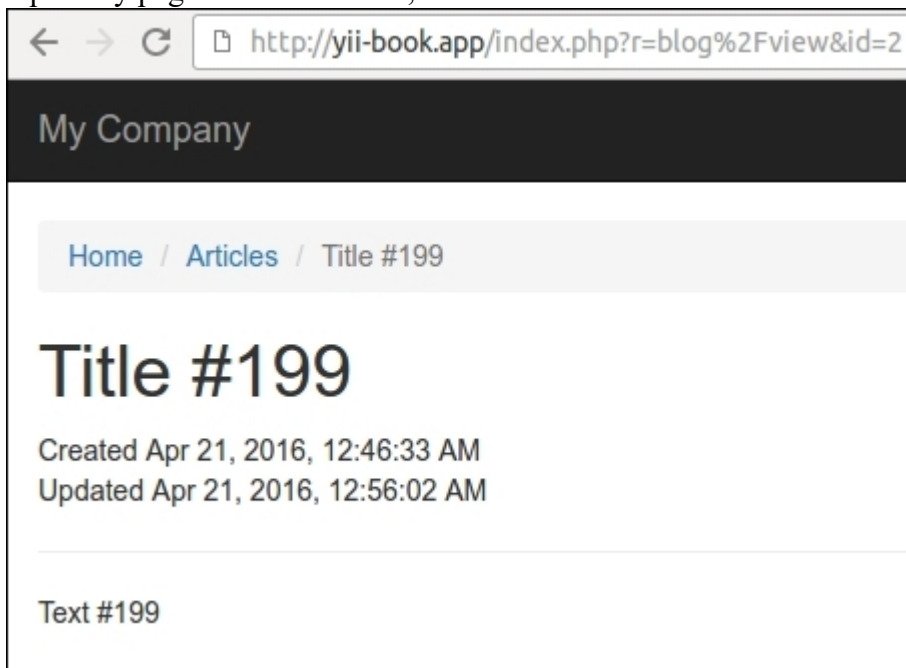 http://yii-book.app/index.php?r=blog%2Fview&id=2
My Company
Home / Articles / Title #199
Title #199
Created Apr 21, 2016, 12:46:33 AM
Updated Apr 21, 2016, 12:56:02 AM
Text #199